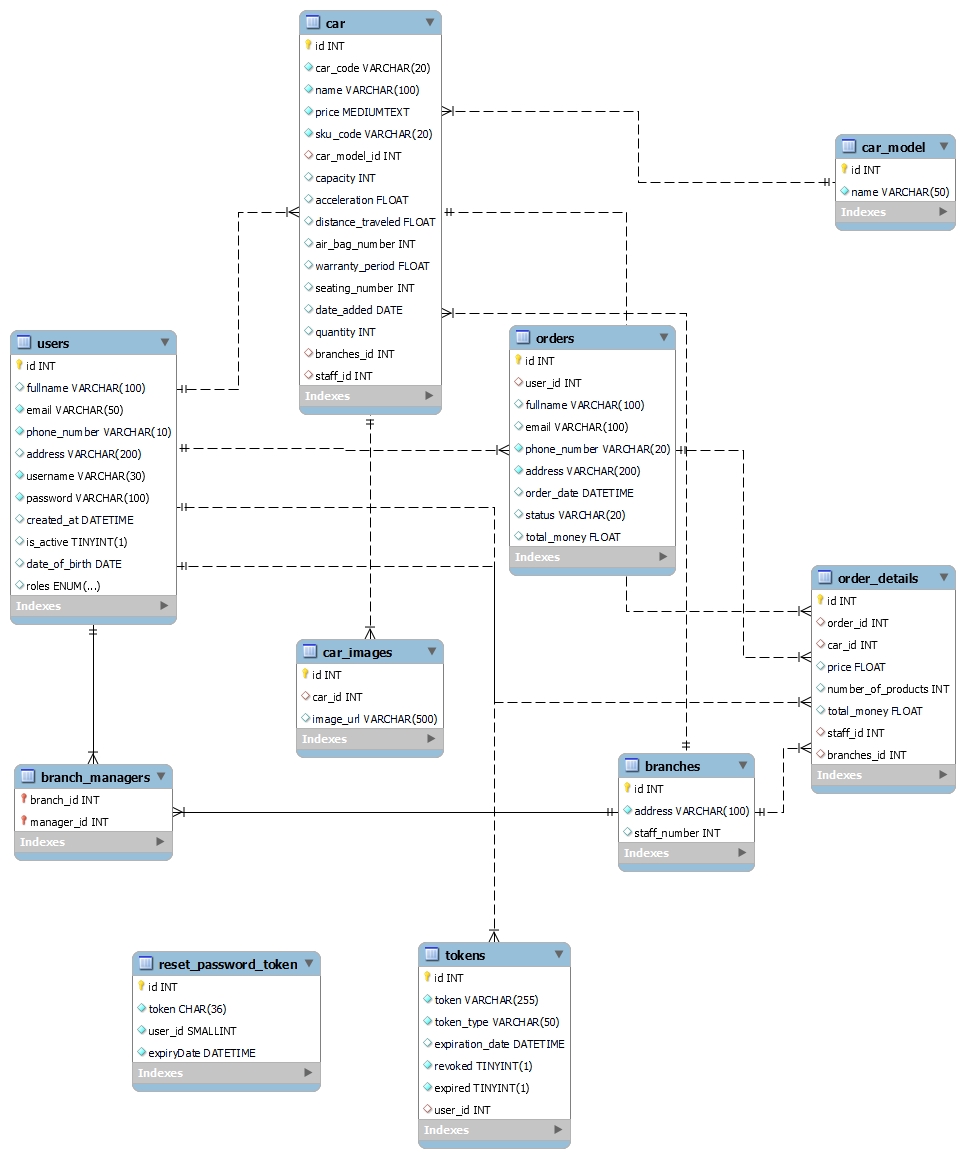 car
id INT
car_code VARCHAR(20)
name VARCHAR(100)
price MEDIUMTEXT
sku_code VARCHAR(20)
car_model_id INT
capacity INT
acceleration FLOAT
distance_traveled FLOAT
air_bag_number INT
warranty_period FLOAT
seating_number INT
date_added DATE
quantity INT
branches_id INT
staff_id INT
Indexes
car_model
id INT
name VARCHAR(50)
Indexes
users
id INT
fullname VARCHAR(100)
email VARCHAR(50)
phone_number VARCHAR(10)
address VARCHAR(200)
username VARCHAR(30)
password VARCHAR(100)
created_at DATETIME
is_active TINYINT(1)
date_of_birth DATE
roles ENUM(...)
Indexes
orders
id INT
user_id INT
fullname VARCHAR(100)
email VARCHAR(100)
phone_number VARCHAR(20)
address VARCHAR(200)
order_date DATETIME
status VARCHAR(20)
total_money FLOAT
Indexes
order_details
id INT
order_id INT
car_id INT
price FLOAT
number_of_products INT
total_money FLOAT
staff_id INT
branches_id INT
Indexes
car_images
id INT
car_id INT
image_url VARCHAR(500)
Indexes
branch_managers
branch_id INT
manager_id INT
Indexes
branches
id INT
address VARCHAR(100)
staff_number INT
Indexes
reset_password_token
id INT
token CHAR(36)
user_id SMALLINT
expiryDate DATETIME
Indexes
tokens
id INT
token VARCHAR(255)
token_type VARCHAR(50)
expiration_date DATETIME
revoked TINYINT(1)
expired TINYINT(1)
user_id INT
Indexes